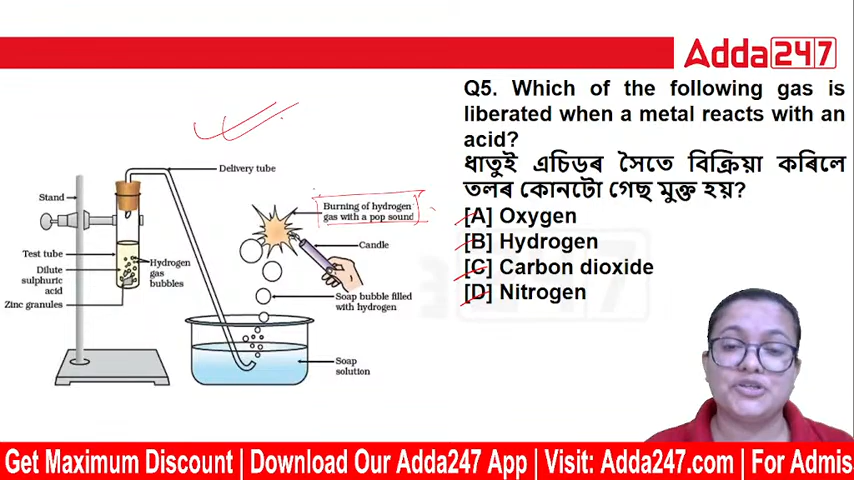 Adda247
Q5. Which of the following gas is
liberated when a metal reacts with an
acid?
ধাতুই এচিডৰ সৈতে বিক্ৰিয়া কৰিলে
তলৰ কোনটো গেছ মুক্ত হয়?
[A] Oxygen
[B] Hydrogen
[C] Carbon dioxide
[D] Nitrogen
Delivery tube
Stand
Burning of hydrogen
gas with a pop sound
Candle
Test tube
Hydrogen
gas
bubbles
Dilute
sulphuric
acid
Zinc granules
Soap bubble filled
with hydrogen
Soap
solution
Get Maximum Discount | Download Our Adda247 App | Visit: Adda247.com | For Admis